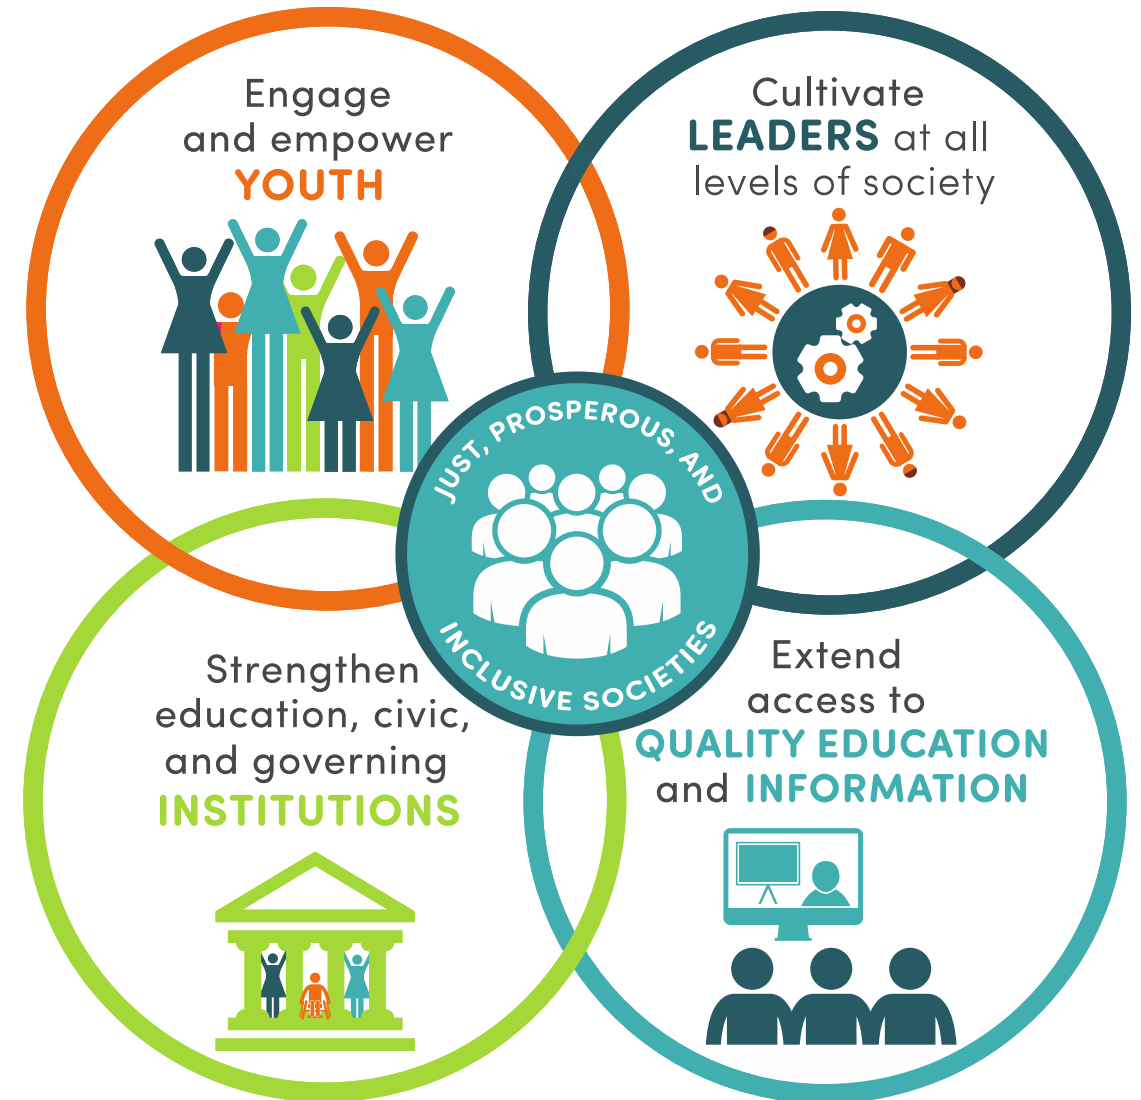 Engage
and empower
YOUTH
Cultivate
LEADERS at all
levels of society
JUST, PROSPEROUS, AND
INCLUSIVE SOCIETIES
Strengthen
education, civic,
and governing
INSTITUTIONS
Extend
access to
QUALITY EDUCATION
and INFORMATION